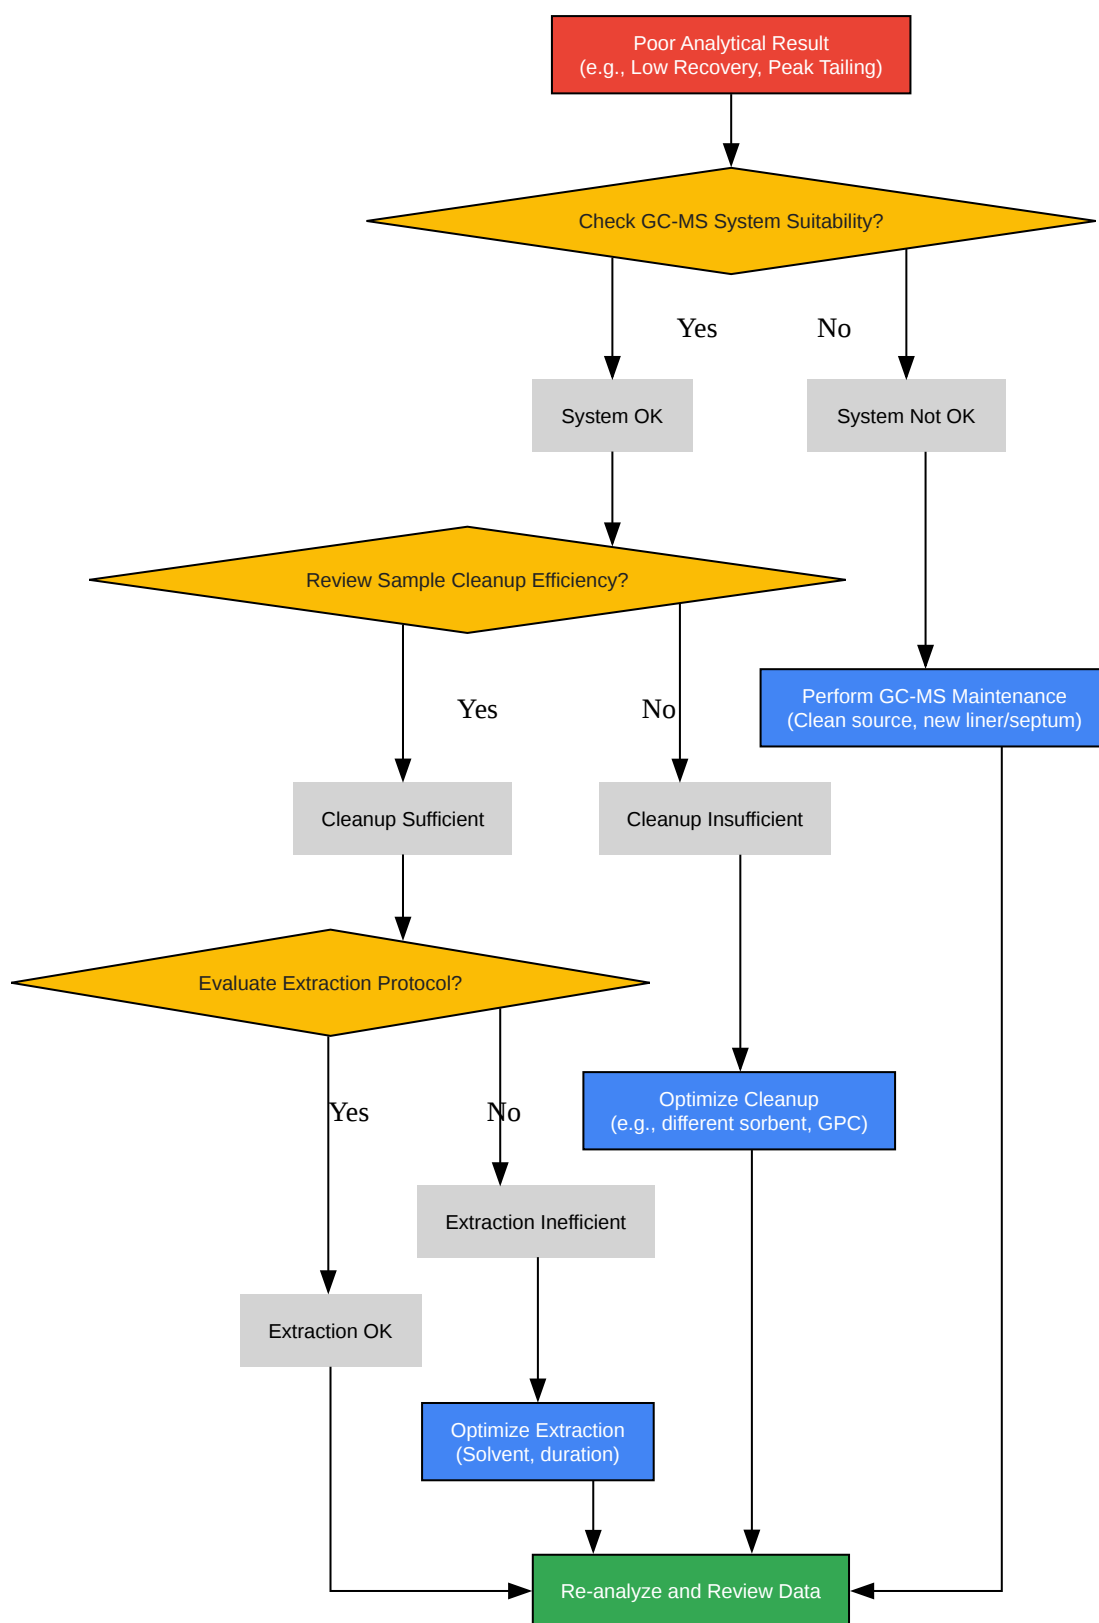 Poor Analytical Result
(e.g., Low Recovery, Peak Tailing)
Check GC-MS System Suitability?
Yes
No
System OK
System Not OK
Review Sample Cleanup Efficiency?
Perform GC-MS Maintenance
(Clean source, new liner/septum)
Yes
No
Cleanup Sufficient
Cleanup Insufficient
Evaluate Extraction Protocol?
Optimize Cleanup
(e.g., different sorbent, GPC)
Yes
No
Extraction Inefficient
Extraction OK
Optimize Extraction
(Solvent, duration)
Re-analyze and Review Data